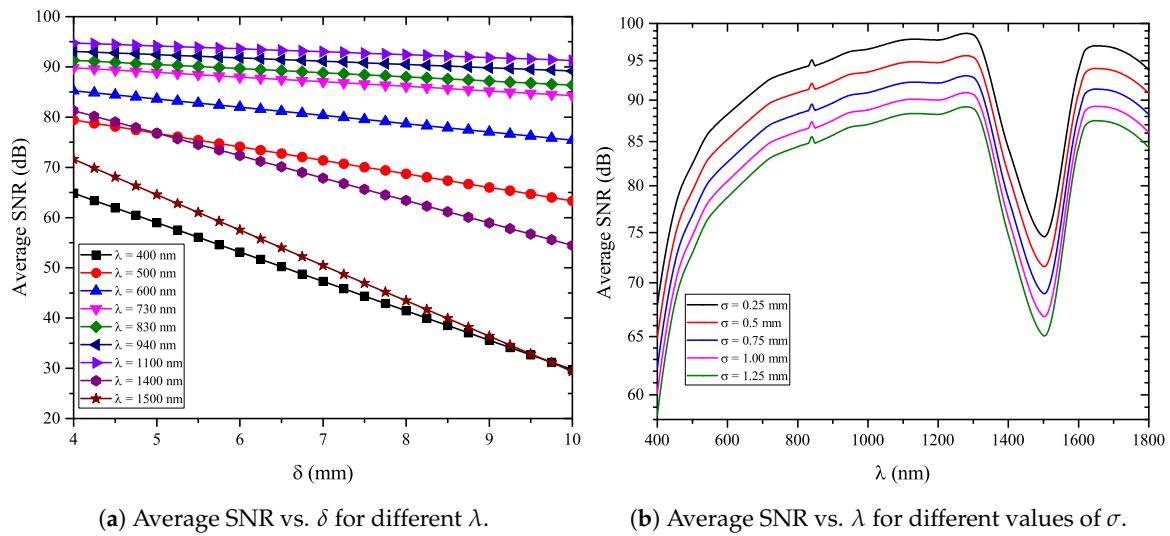 100
90
80
70
60
50
40
30
20
4 5 6 7 8 9 10
Average SNR (dB)
δ (mm)
λ = 400 nm
λ = 500 nm
λ = 600 nm
λ = 730 nm
λ = 830 nm
λ = 940 nm
λ = 1100 nm
λ = 1400 nm
λ = 1500 nm
(a) Average SNR vs. δ for different λ.
100
95
90
85
80
75
70
65
60
400 600 800 1000 1200 1400 1600 1800
Average SNR (dB)
λ (nm)
σ = 0.25 mm
σ = 0.5 mm
σ = 0.75 mm
σ = 1.00 mm
σ = 1.25 mm
(b) Average SNR vs. λ for different values of σ.